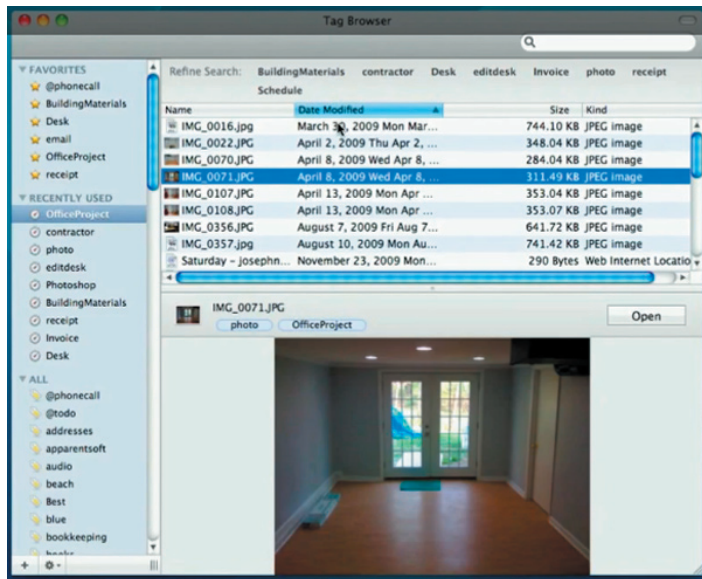 Tag Browser
FAVORITES
@phonecall
BuildingMaterials
Desk
email
OfficeProject
receipt
RECENTLY USED
OfficeProject
contractor
photo
editdesk
Photoshop
BuildingMaterials
receipt
Invoice
Desk
ALL
@phonecall
@todo
addresses
apparentsoft
audio
beach
Best
blue
bookkeeping
books
Refine Search: BuildingMaterials contractor Desk editdesk Invoice photo receipt
Schedule
Name Date Modified Size Kind
IMG_0016.jpg March 30, 2009 Mon Mar... 744.10 KB JPEG image
IMG_0022.JPG April 2, 2009 Thu Apr 2, ... 348.04 KB JPEG image
IMG_0070.JPG April 8, 2009 Wed Apr 8, ... 284.04 KB JPEG image
IMG_0071.JPG April 8, 2009 Wed Apr 8, ... 311.49 KB JPEG image
IMG_0107.JPG April 13, 2009 Mon Apr ... 353.04 KB JPEG image
IMG_0108.JPG April 13, 2009 Mon Apr ... 353.07 KB JPEG image
IMG_0356.JPG August 7, 2009 Fri Aug 7... 641.72 KB JPEG image
IMG_0357.jpg August 10, 2009 Mon Au... 741.42 KB JPEG image
Saturday – josephn... November 23, 2009 Mon... 290 Bytes Web Internet Locatio
IMG_0071.JPG
photo OfficeProject
Open